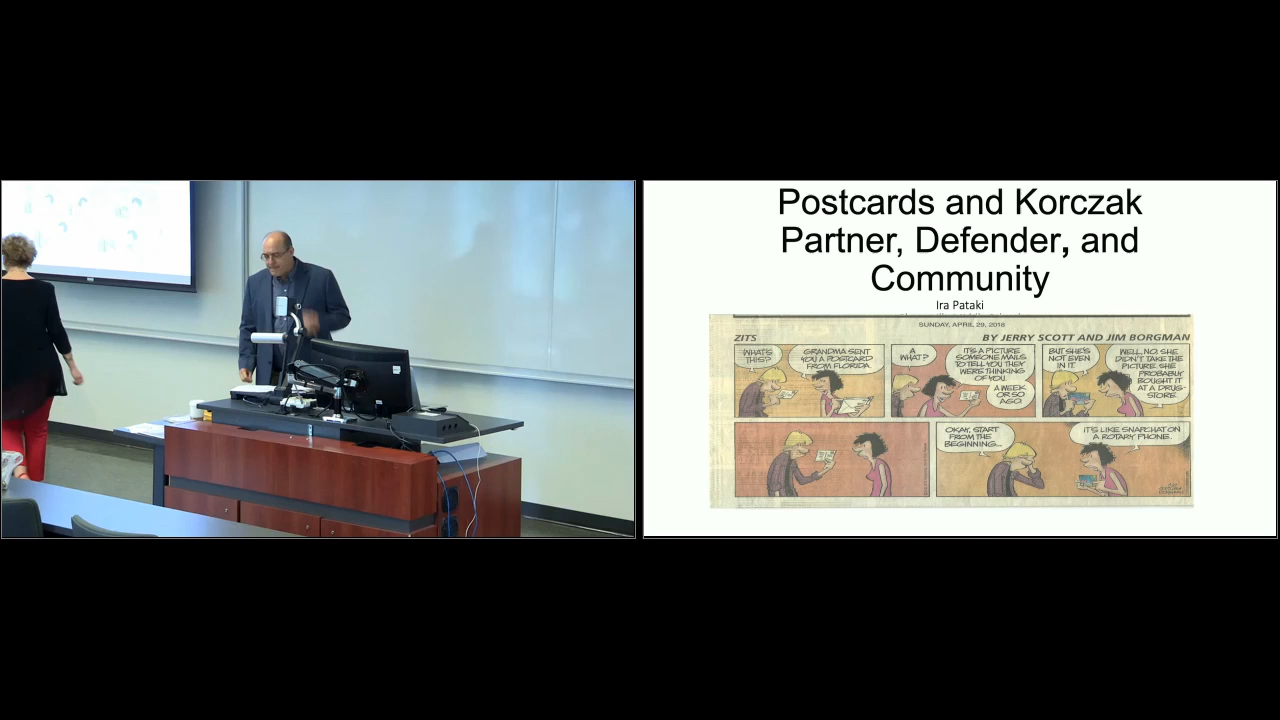 Postcards and Korczak
Partner, Defender, and
Community
Ira Pataki
SUNDAY, APRIL 29, 2018
ZITS
BY JERRY SCOTT AND JIM BORGMAN
WHAT'S
THIS?
GRANDMA SENT
YOU A POSTCARD
FROM FLORIDA.
A
WHAT?
IT'S A PICTURE
SOMEONE MAILS
TO TELL YOU THEY
WERE THINKING
OF YOU.
A WEEK
OR SO
AGO.
BUT SHE'S
NOT EVEN
IN IT.
WELL, NO. SHE
DIDN'T TAKE THE
PICTURE. SHE
PROBABLY
BOUGHT IT
AT A DRUG-
STORE.
OKAY, START
FROM THE
BEGINNING...
IT'S LIKE SNAPCHAT ON
A ROTARY PHONE.